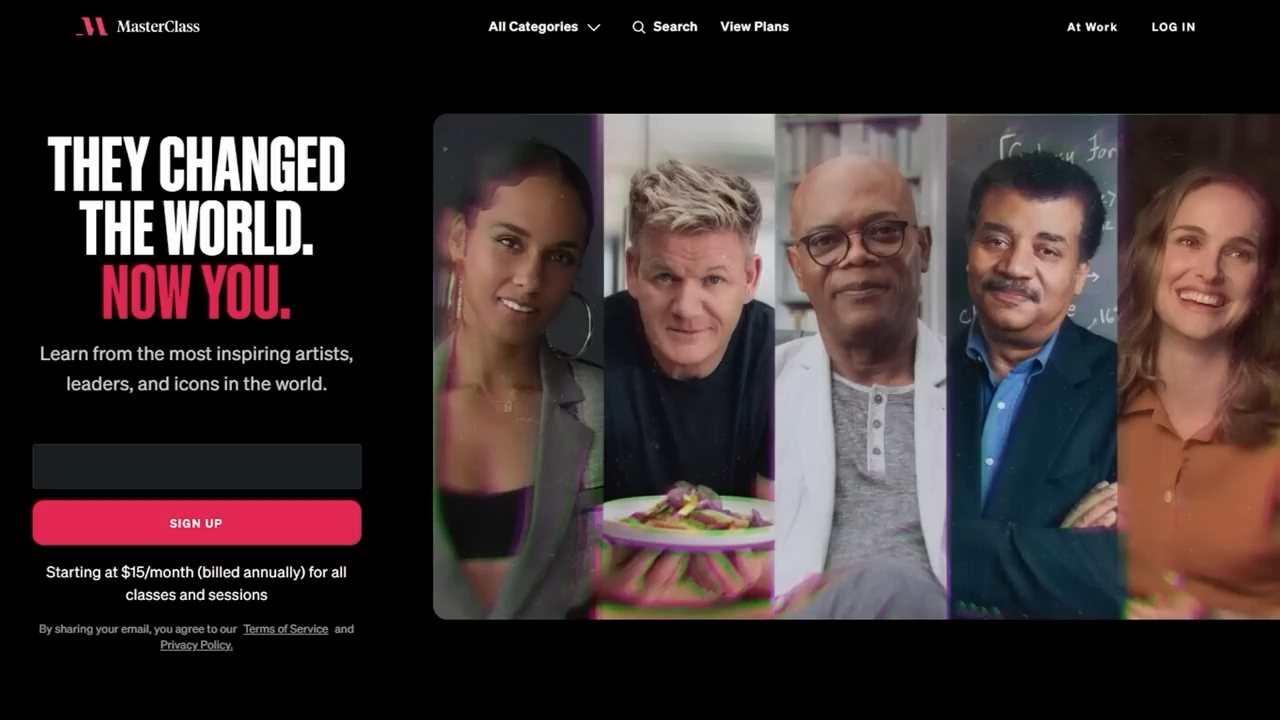 MasterClass
All Categories
Search
View Plans
At Work
LOG IN
THEY CHANGED
THE WORLD.
NOW YOU.
Learn from the most inspiring artists,
leaders, and icons in the world.
SIGN UP
Starting at $15/month (billed annually) for all
classes and sessions
By sharing your email, you agree to our Terms of Service and
Privacy Policy.